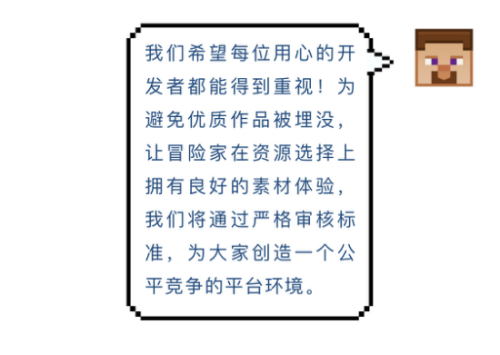 我们希望每位用心的开
发者都能得到重视！为
避免优质作品被埋没，
让冒险家在资源选择上
拥有良好的素材体验，
我们将通过严格审核标
准，为大家创造一个公
平竞争的平台环境。